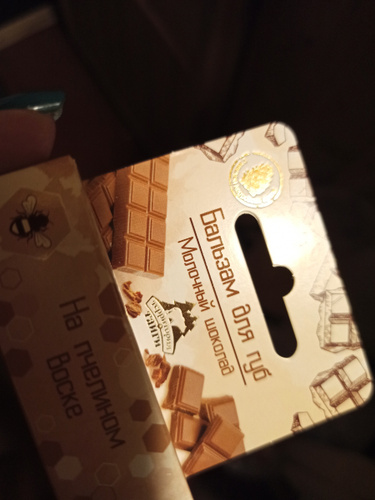 Бальзам для губ
Молочный шоколад
На пчелином
воске